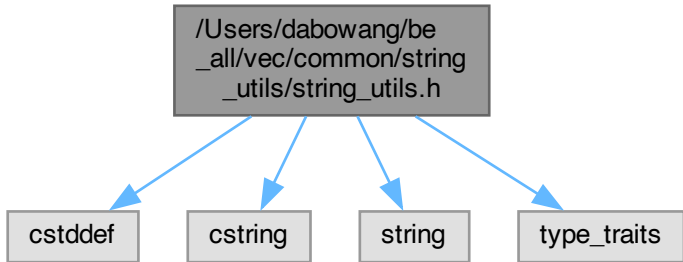 /Users/dabowang/be
_all/vec/common/string
_utils/string_utils.h
cstddef
cstring
string
type_traits